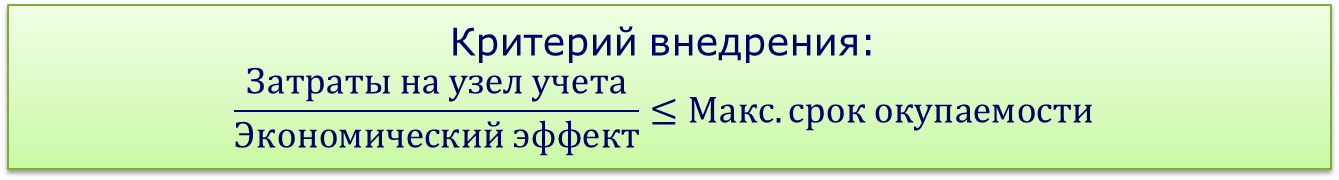 Критерий внедрения:
Затраты на узел учета
Экономический эффект
≤ Макс. срок окупаемости